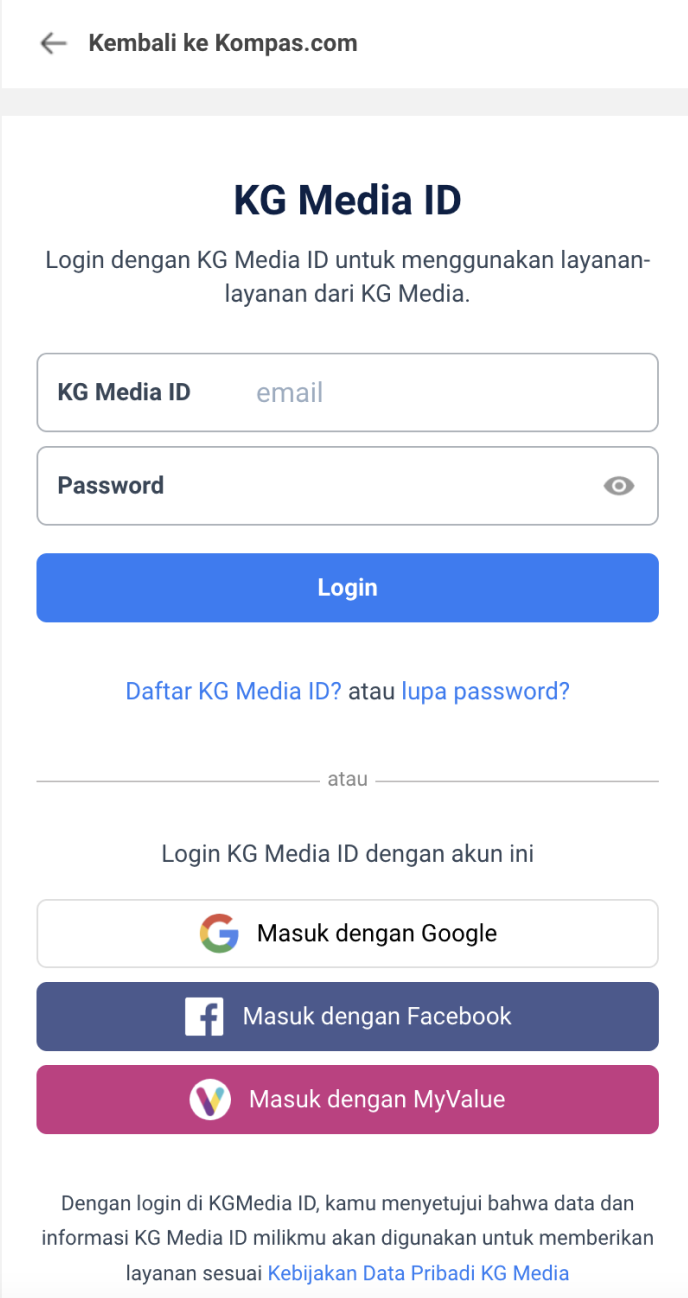 Kembali ke Kompas.com
KG Media ID
Login dengan KG Media ID untuk menggunakan layanan-
layanan dari KG Media.
KG Media ID email
Password
Login
Daftar KG Media ID? atau lupa password?
atau
Login KG Media ID dengan akun ini
Masuk dengan Google
Masuk dengan Facebook
Masuk dengan MyValue
Dengan login di KGMedia ID, kamu menyetujui bahwa data dan
informasi KG Media ID milikmu akan digunakan untuk memberikan
layanan sesuai Kebijakan Data Pribadi KG Media